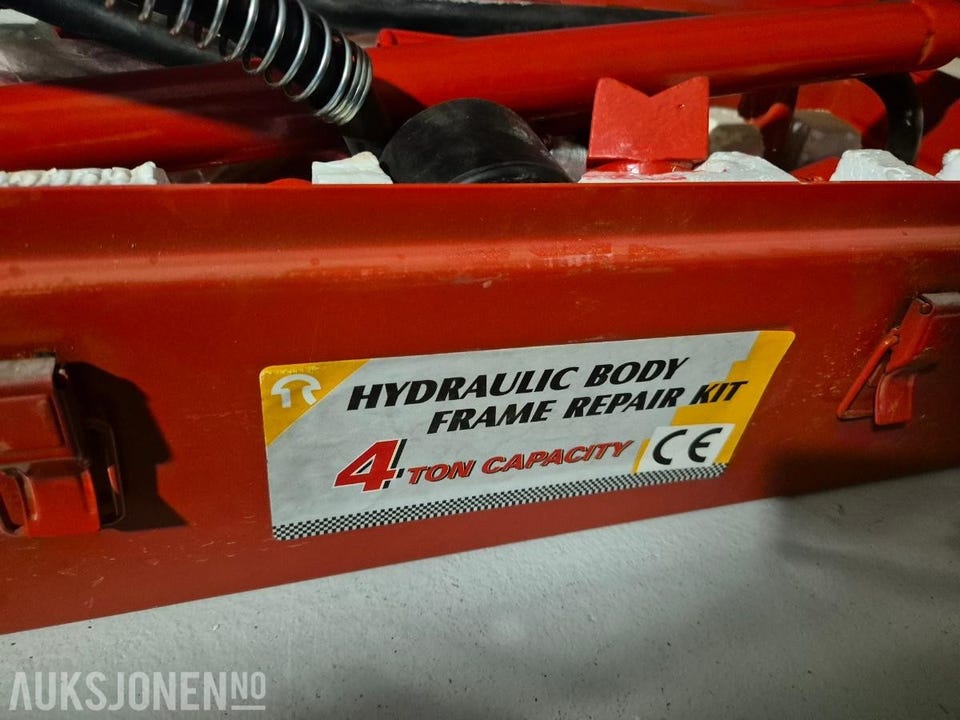 HYDRAULIC BODY
FRAME REPAIR KIT
4 TON CAPACITY CE
AUKSJONEN NO